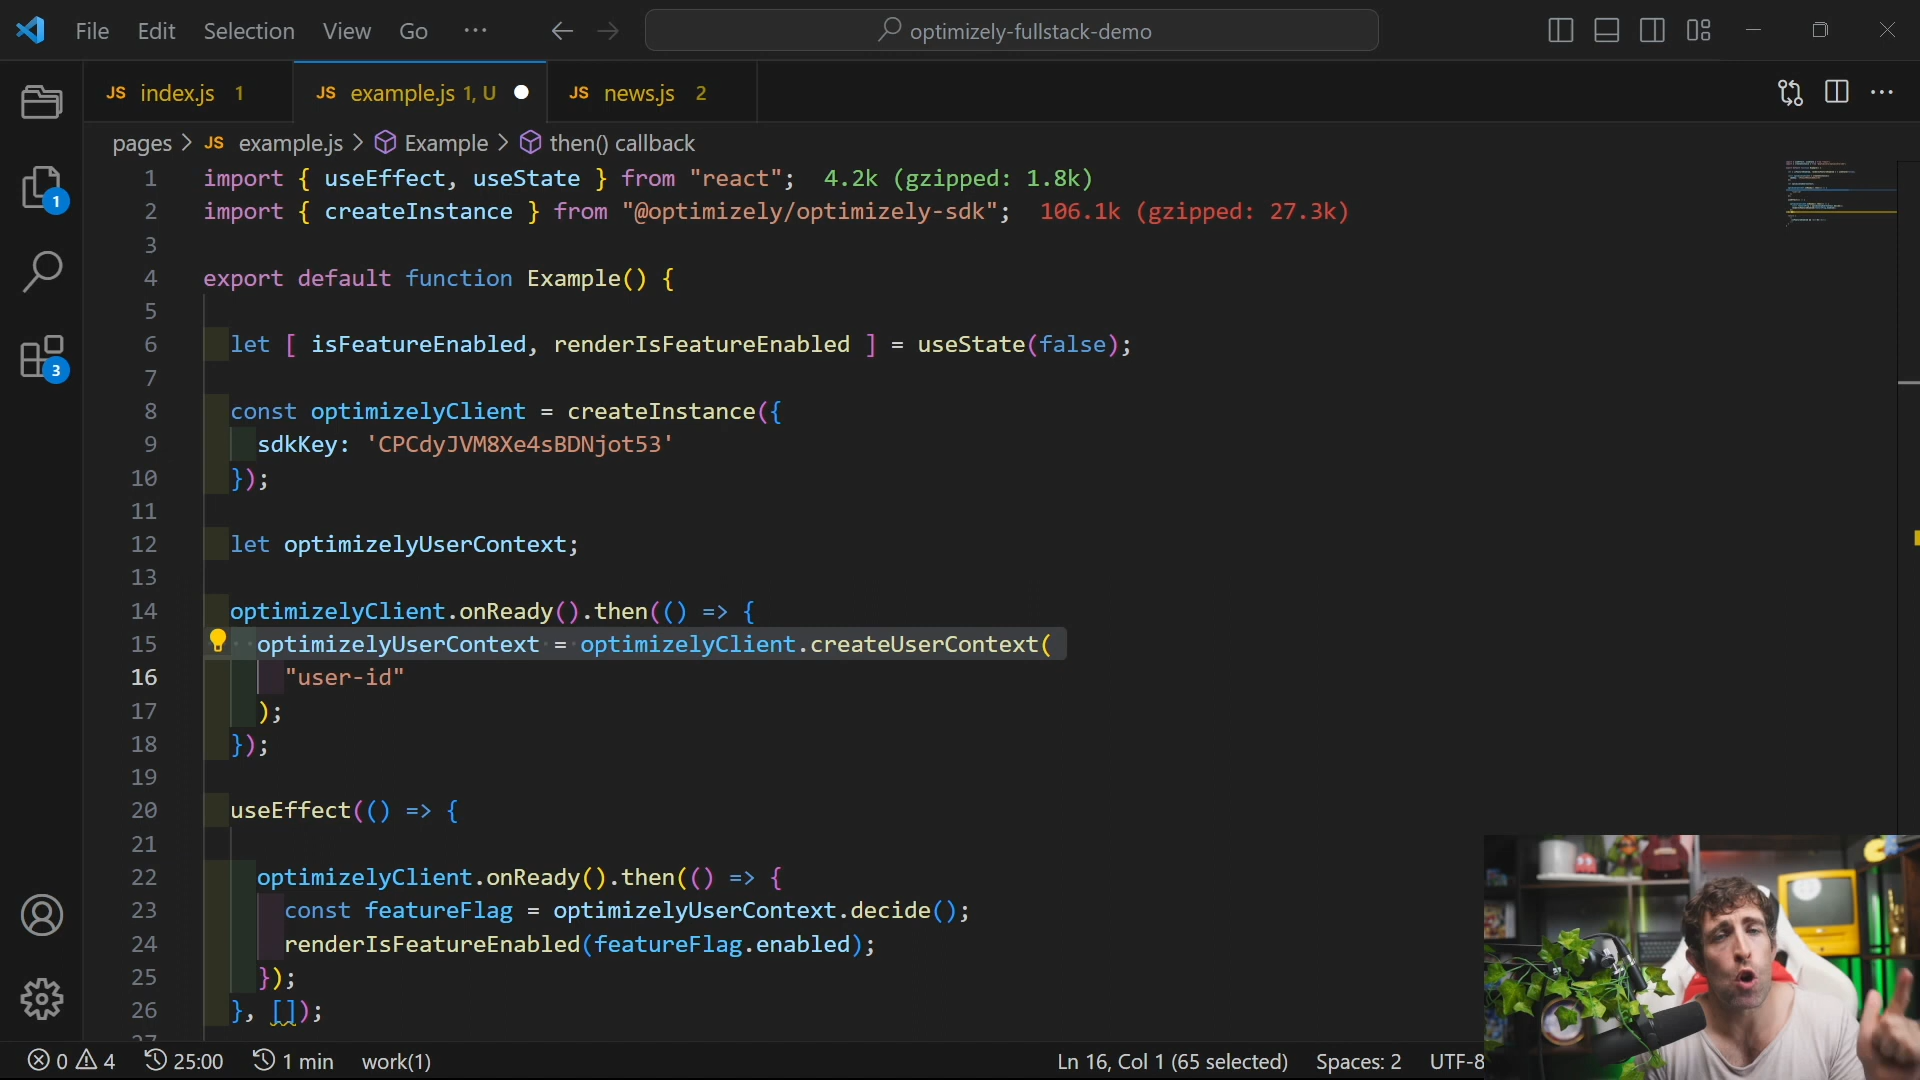 File Edit Selection View Go ··· optimizely-fullstack-demo
JS index.js 1 JS example.js 1, U JS news.js 2
pages > JS example.js > Example > then() callback
1 import { useEffect, useState } from "react"; 4.2k (gzipped: 1.8k)
2 import { createInstance } from "@optimizely/optimizely-sdk"; 106.1k (gzipped: 27.3k)
3
4 export default function Example() {
5
6 let [ isFeatureEnabled, renderIsFeatureEnabled ] = useState(false);
7
8 const optimizelyClient = createInstance({
9 sdkKey: 'CPCdyJVM8Xe4sBDNjot53'
10 });
11
12 let optimizelyUserContext;
13
14 optimizelyClient.onReady().then(() => {
15 optimizelyUserContext = optimizelyClient.createUserContext(
16 "user-id"
17 );
18 });
19
20 useEffect(() => {
21
22 optimizelyClient.onReady().then(() => {
23 const featureFlag = optimizelyUserContext.decide();
24 renderIsFeatureEnabled(featureFlag.enabled);
25 });
26 }, []);
27
1
3
0 4 25:00 1 min work(1) Ln 16, Col 1 (65 selected) Spaces: 2 UTF-8